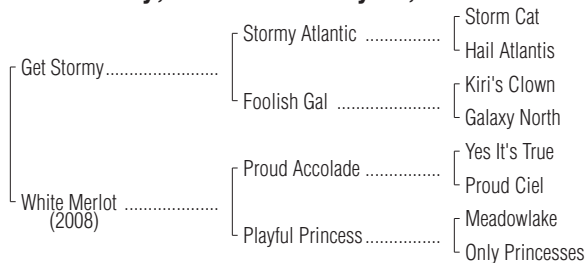 Storm Cat
Stormy Atlantic ..................
Hail Atlantis
Get Stormy...........................
Kiri's Clown
Foolish Gal .........................
Galaxy North
Yes It's True
Proud Accolade ..................
Proud Ciel
White Merlot ......................
(2008)
Meadowlake
Playful Princess..................
Only Princesses